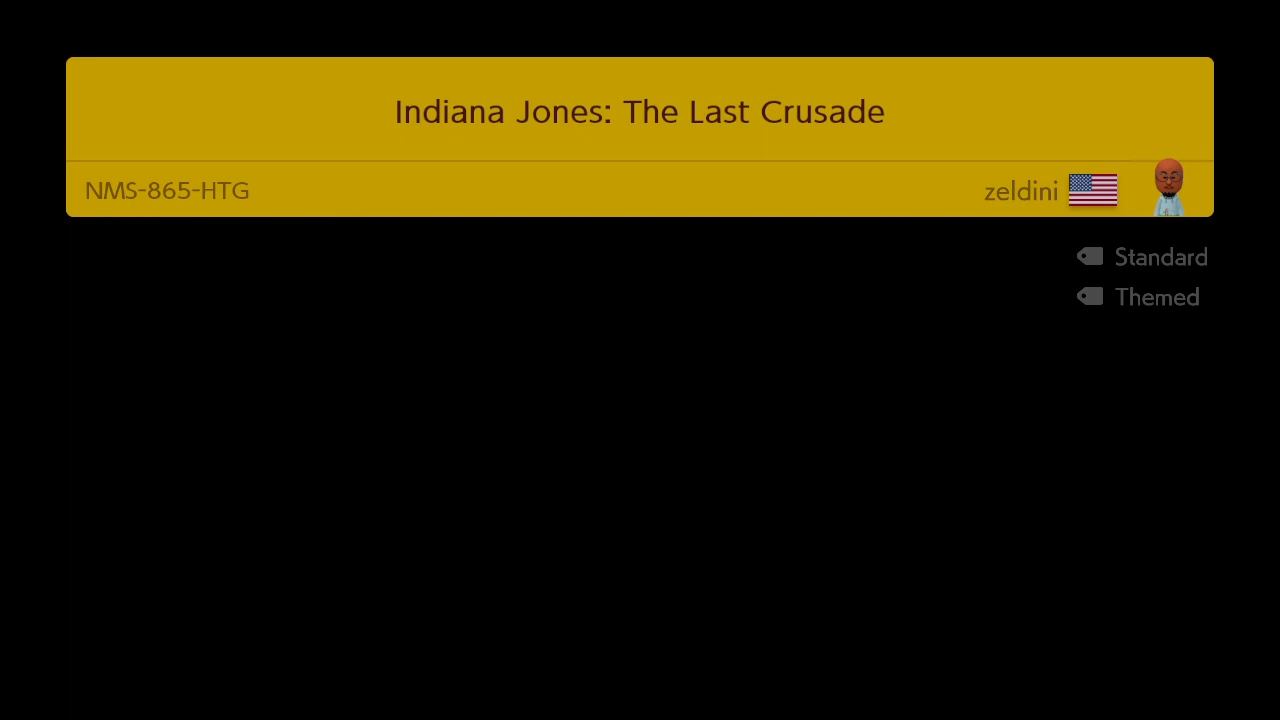 Indiana Jones: The Last Crusade
NMS-865-HTG
zeldini
Standard
Themed